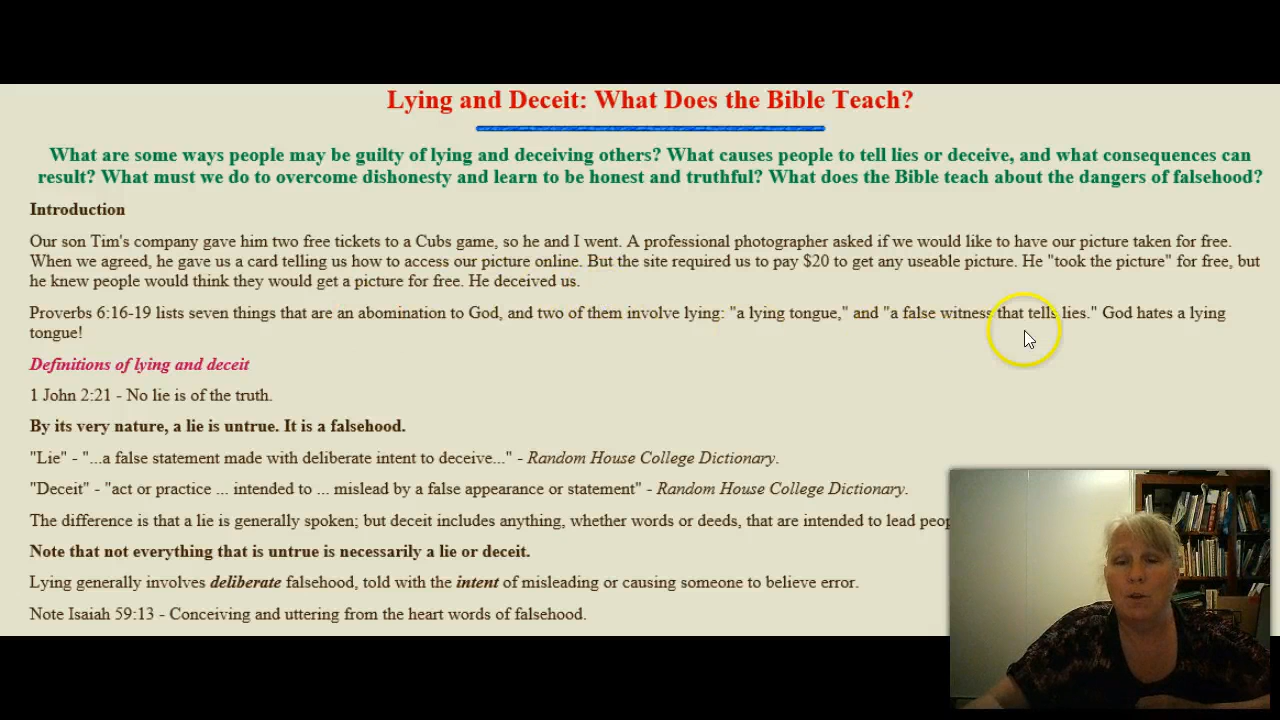 Lying and Deceit: What Does the Bible Teach?
What are some ways people may be guilty of lying and deceiving others? What causes people to tell lies or deceive, and what consequences can
result? What must we do to overcome dishonesty and learn to be honest and truthful? What does the Bible teach about the dangers of falsehood?
Introduction
Our son Tim's company gave him two free tickets to a Cubs game, so he and I went. A professional photographer asked if we would like to have our picture taken for free.
When we agreed, he gave us a card telling us how to access our picture online. But the site required us to pay $20 to get any useable picture. He "took the picture" for free, but
he knew people would think they would get a picture for free. He deceived us.
Proverbs 6:16-19 lists seven things that are an abomination to God, and two of them involve lying: "a lying tongue," and "a false witness that tells lies." God hates a lying
tongue!
Definitions of lying and deceit
1 John 2:21 - No lie is of the truth.
By its very nature, a lie is untrue. It is a falsehood.
"Lie" - "...a false statement made with deliberate intent to deceive..." - Random House College Dictionary.
"Deceit" - "act or practice ... intended to ... mislead by a false appearance or statement" - Random House College Dictionary.
The difference is that a lie is generally spoken; but deceit includes anything, whether words or deeds, that are intended to lead
Note that not everything that is untrue is necessarily a lie or deceit.
Lying generally involves deliberate falsehood, told with the intent of misleading or causing someone to believe error.
Note Isaiah 59:13 - Conceiving and uttering from the heart words of falsehood.